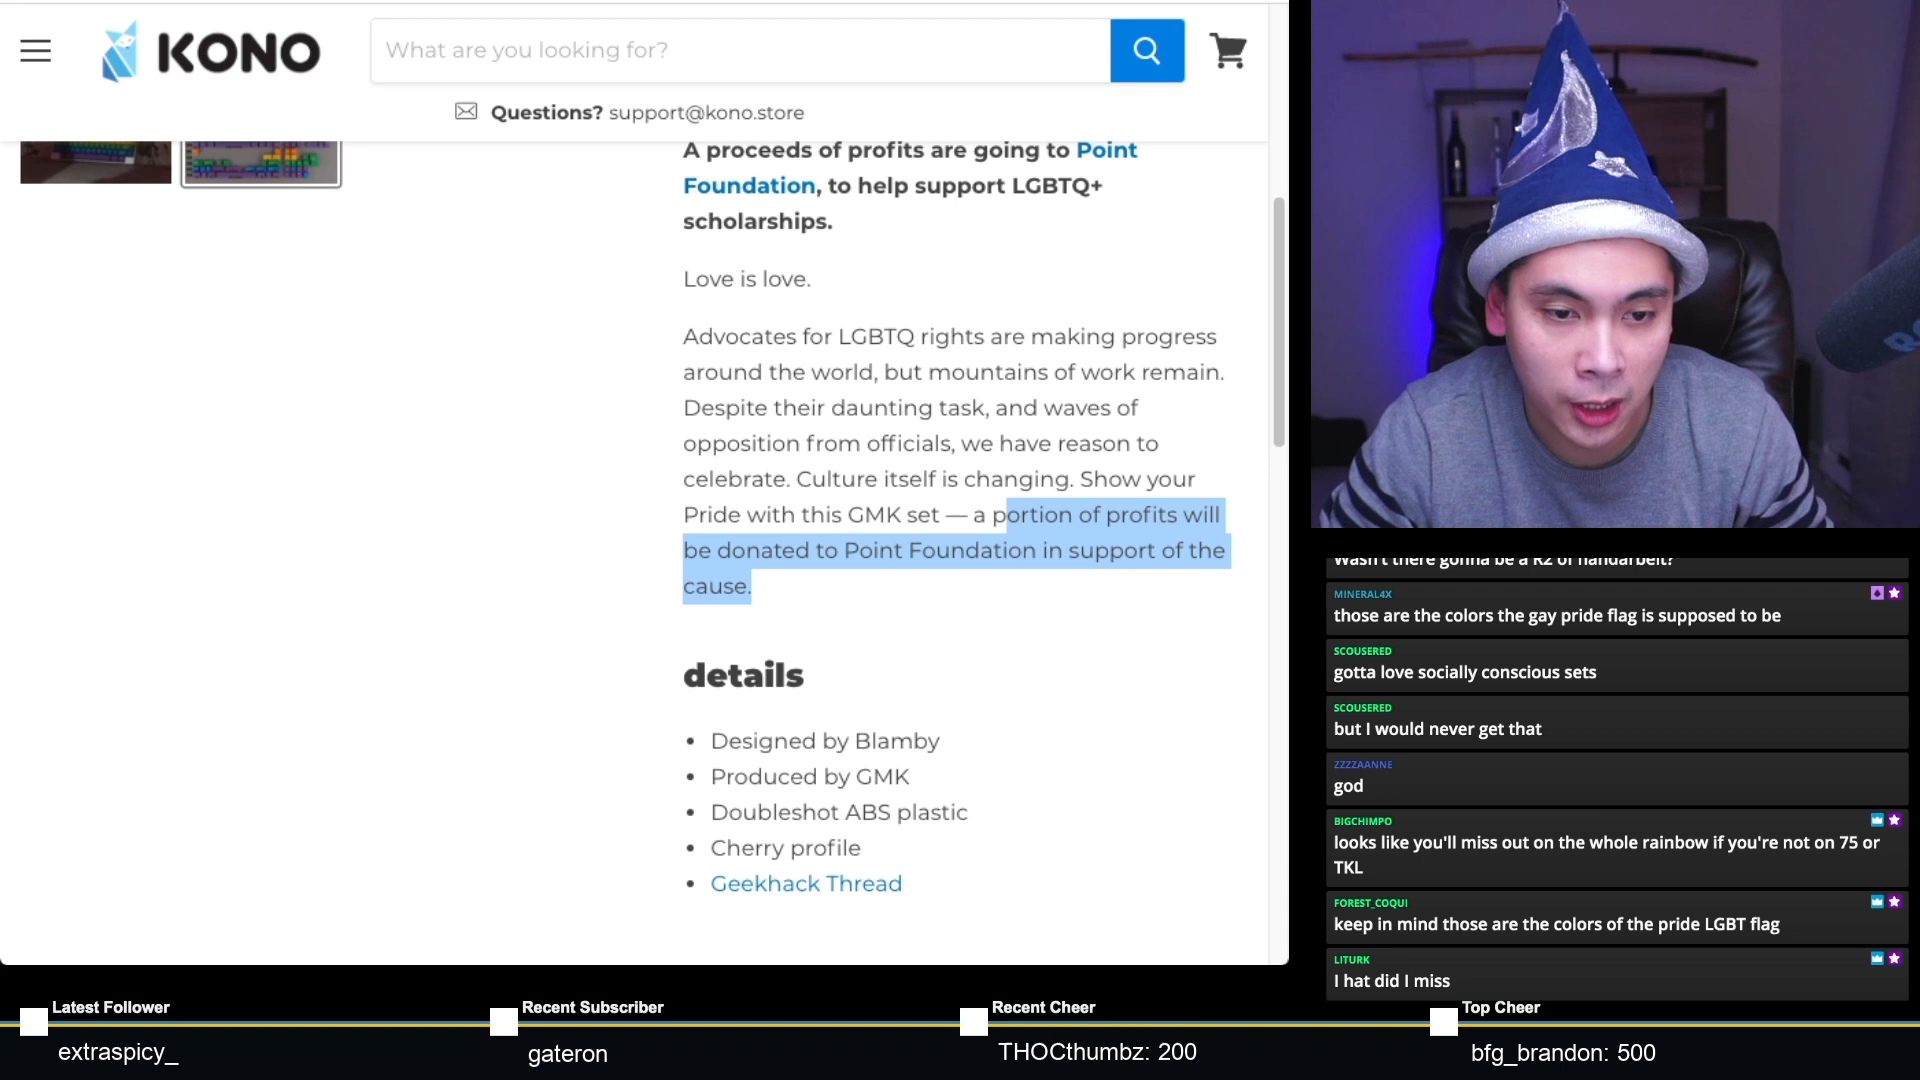 KONO
What are you looking for?
Questions? support@kono.store
A proceeds of profits are going to Point
Foundation, to help support LGBTQ+
scholarships.
Love is love.
Advocates for LGBTQ rights are making progress
around the world, but mountains of work remain.
Despite their daunting task, and waves of
opposition from officials, we have reason to
celebrate. Culture itself is changing. Show your
Pride with this GMK set — a portion of profits will
be donated to Point Foundation in support of the
cause.
details
• Designed by Blamby
• Produced by GMK
• Doubleshot ABS plastic
• Cherry profile
• Geekhack Thread
Wasn't there gonna be a R2 of handarbeit?
MINERAL4X
those are the colors the gay pride flag is supposed to be
SCOUSERED
gotta love socially conscious sets
SCOUSERED
but I would never get that
ZZZZAANNE
god
BIGCHIMPO
looks like you'll miss out on the whole rainbow if you're not on 75 or
TKL
FOREST_COQUI
keep in mind those are the colors of the pride LGBT flag
LITURK
I hat did I miss
Latest Follower
extraspicy_
Recent Subscriber
gateron
Recent Cheer
THOCthumbz: 200
Top Cheer
bfg_brandon: 500